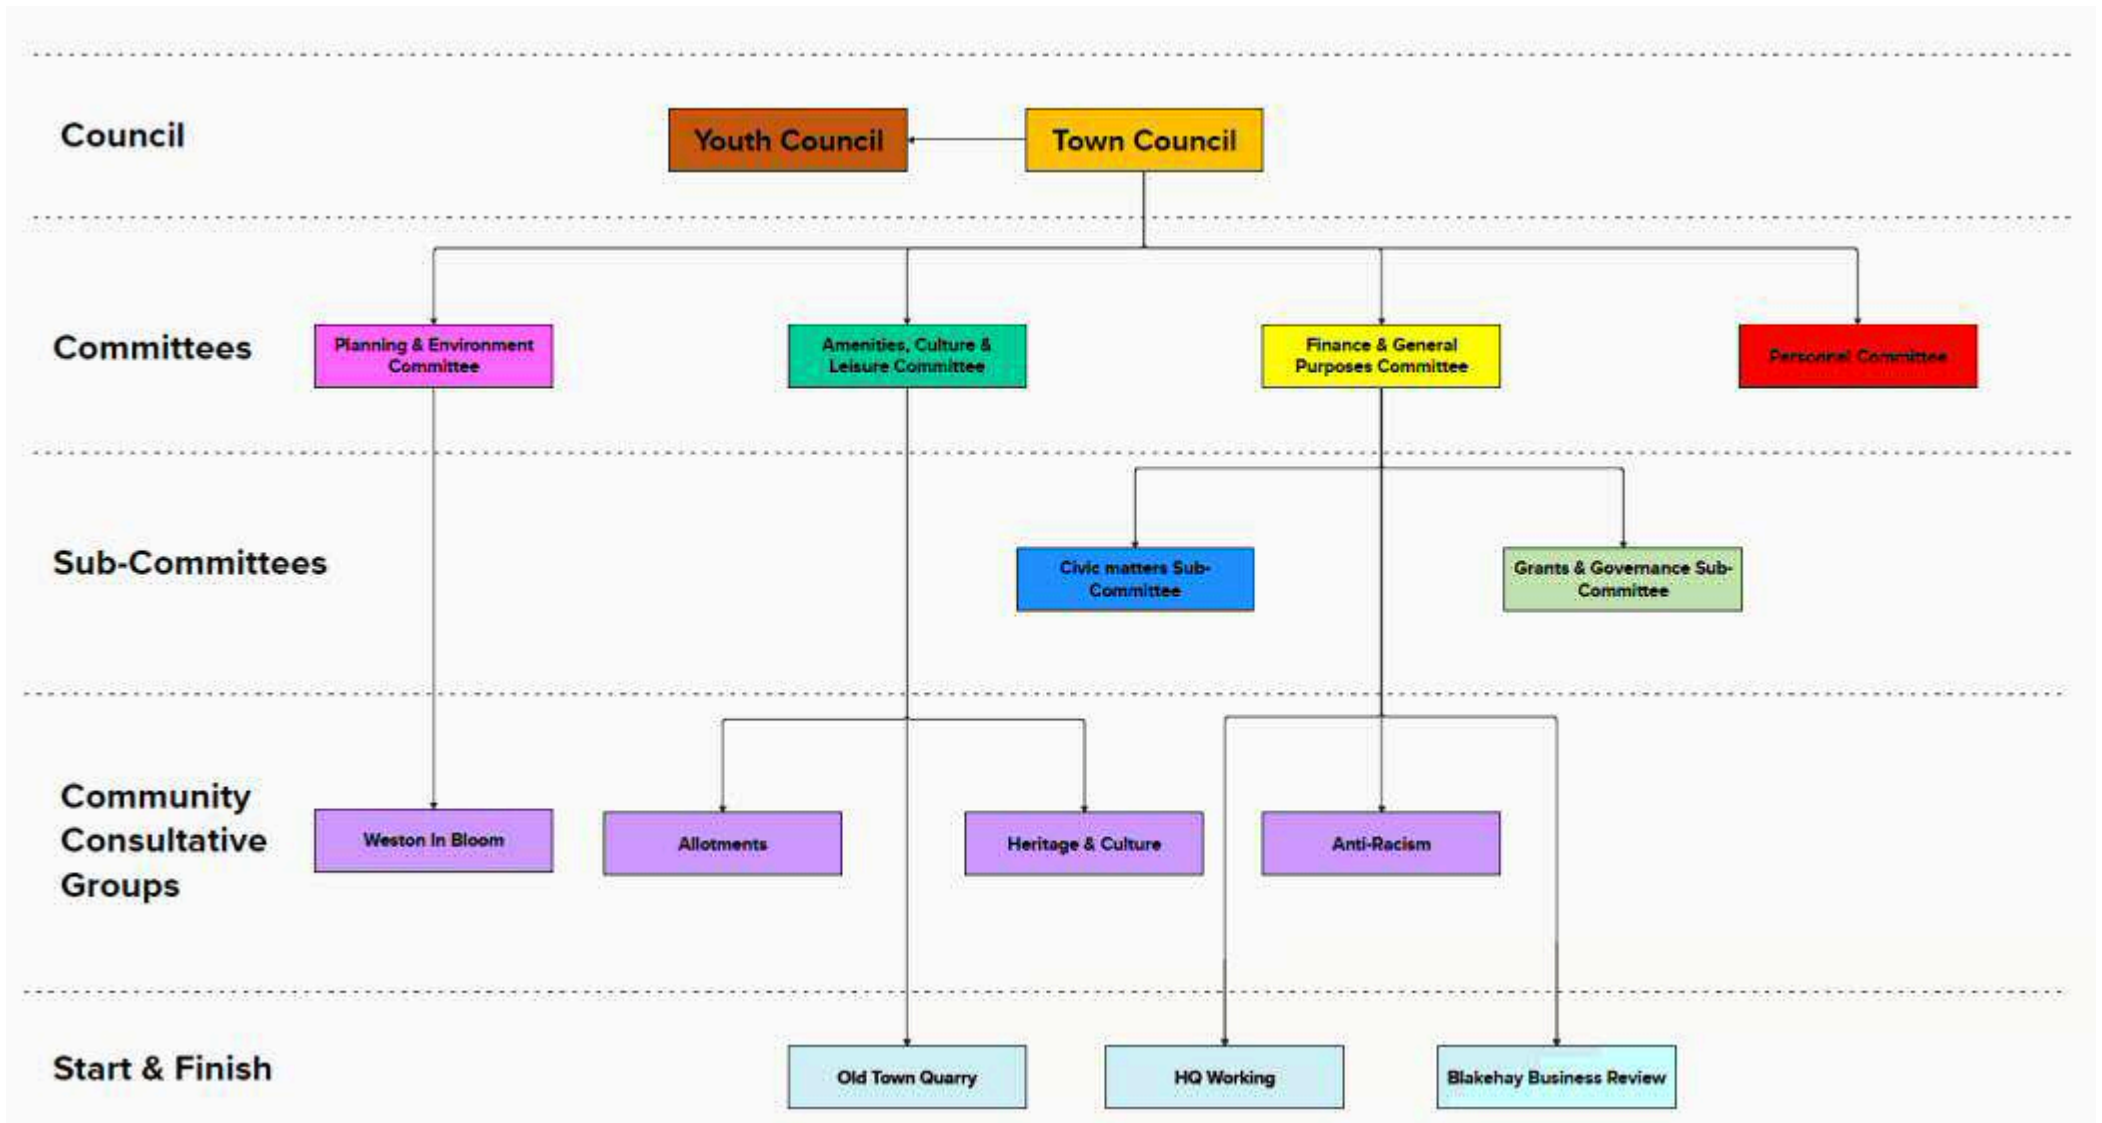 Council
Youth Council
Town Council
Committees
Planning & Environment
Committee
Amenities, Culture &
Leisure Committee
Finance & General
Purposes Committee
Personnel Committee
Sub-Committees
Civic matters Sub-
Committee
Grants & Governance Sub-
Committee
Community
Consultative
Groups
Weston In Bloom
Allotments
Heritage & Culture
Anti-Racism
Start & Finish
Old Town Quarry
HQ Working
Blakehay Business Review